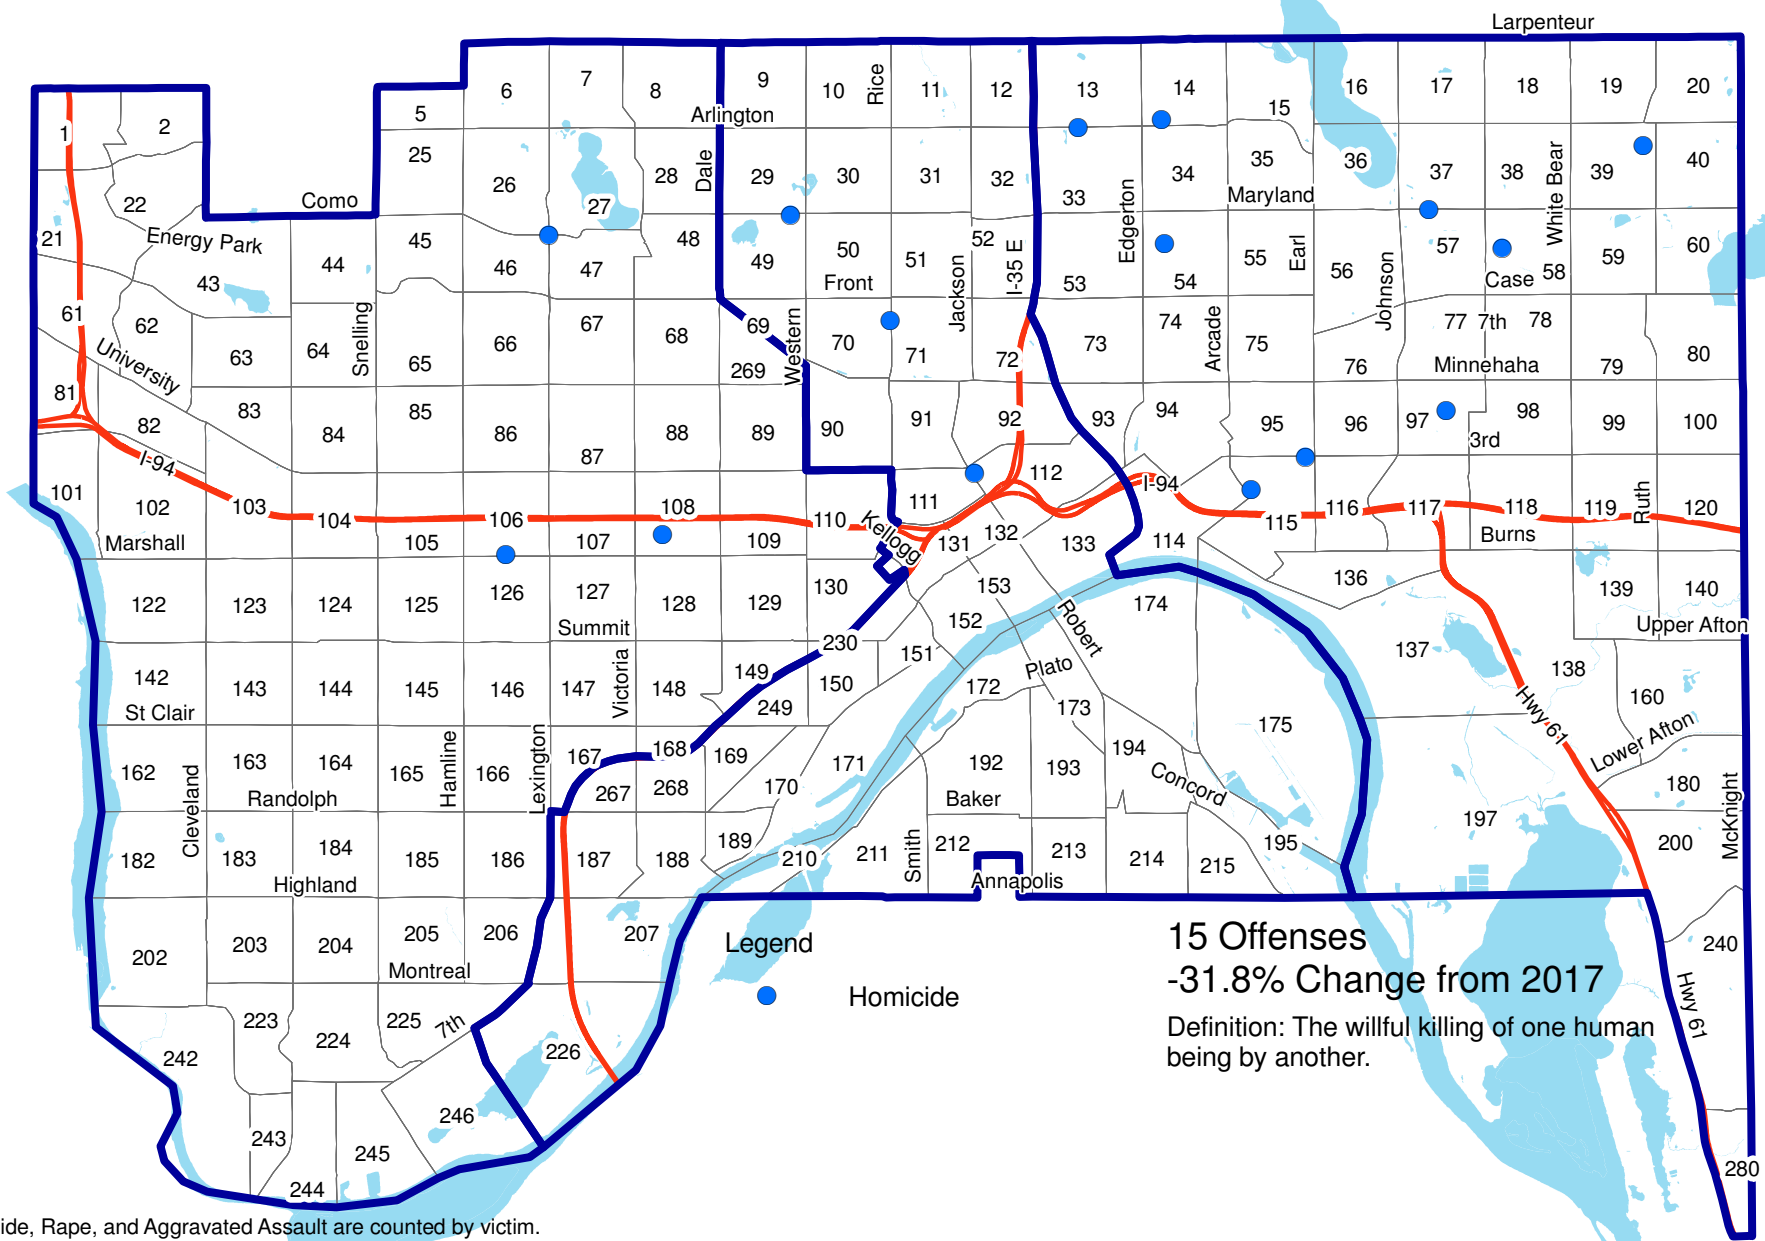 Larpenteur
6 7 8 9 10 Rice 11 12 13 14 15 16 17 18 19 20
5 Arlington
1 2
25 26 27 28 Dale 29 30 31 32 33 34 35 36 37 38 White Bear 39 40
22 Como Edgerton Maryland
21 Energy Park 44 45 46 47 48 49 50 51 52 I-35 E 53 54 55 Earl 56 57 58 59 60
43 Front Jackson Case
Johnson
61 62 63 64 Snelling 65 66 67 68 69 Western 70 71 72 73 74 Arcade 75 76 77 7th 78 79 80
University 269 Minnehaha
81 82 83 84 85 86 87 88 89 90 91 92 93 94 95 96 97 98 99 100
3rd
I-94
101 102 103 104 106 108 110 111 112 I-94 115 116 117 118 119 Ruth 120
Marshall 105 107 109 Kellogg 131 132 133 114 Burns
122 123 124 125 126 127 128 129 130 153 174 136 139 140
Summit 152 Robert Upper Afton
230
142 143 144 145 146 147 Victoria 148 149 150 151 Plato 137 138
St Clair 249 172 173 175 Hwy 61 160
162 163 164 165 Hamline 166 Lexington 167 168 169 171 192 193 194 Lower Afton
Cleveland Randolph 267 268 170 Baker Concord 197 180 McKnight
182 183 184 185 186 187 188 189 210 211 Smith 212 213 214 215 195 200
Highland Annapolis
202 203 204 205 206 207 240
Montreal
Legend
Homicide
15 Offenses
-31.8% Change from 2017
Definition: The willful killing of one human
being by another.
Hwy 61
223 224 225 7th
242 226
246
243 245
244
280
ide, Rape, and Aggravated Assault are counted by victim.